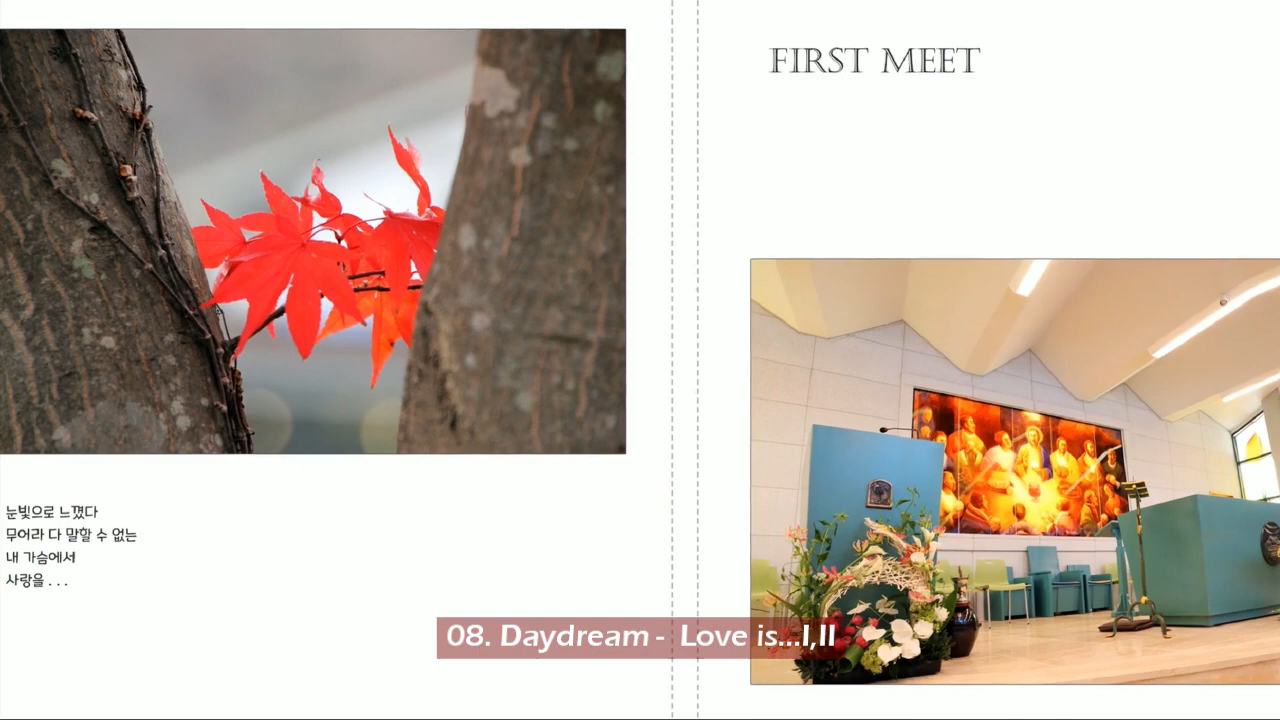 FIRST MEET
눈빛으로 느꼈다
무어라 다 말할 수 없는
내 가슴에서
사랑을 . . .
08. Daydream - Love is...I,II